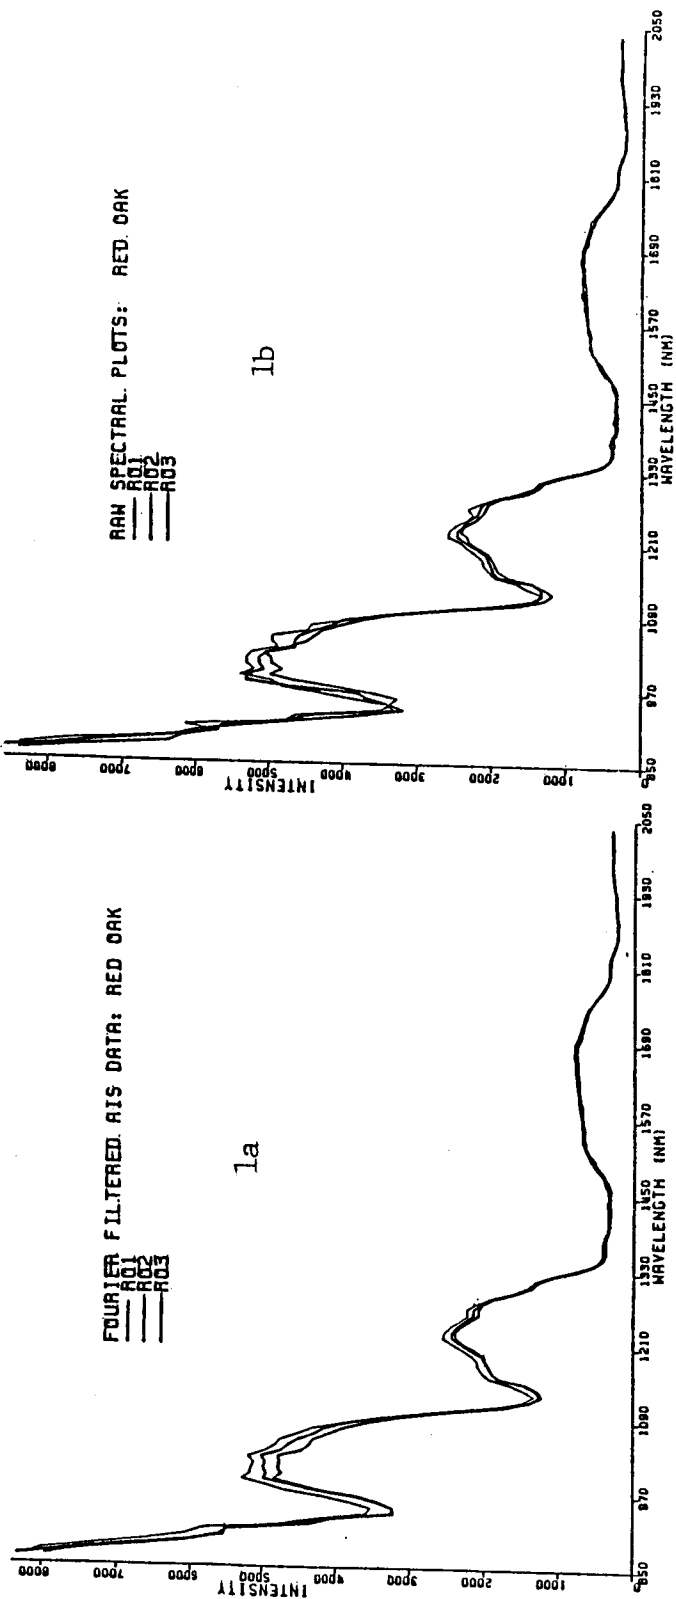 FOURIER FILTERED AIS DATA: RED OAK
RO1
RO2
RO3
1a
INTENSITY
8000
7000
6000
5000
4000
3000
2000
1000
0
850
970
1090
1210
1330
1450
1570
1690
1810
1930
2050
WAVELENGTH (NM)
RAW SPECTRAL PLOTS: RED OAK
RO1
RO2
RO3
1b
INTENSITY
8000
7000
6000
5000
4000
3000
2000
1000
0
850
970
1090
1210
1330
1450
1570
1690
1810
1930
2050
WAVELENGTH (NM)